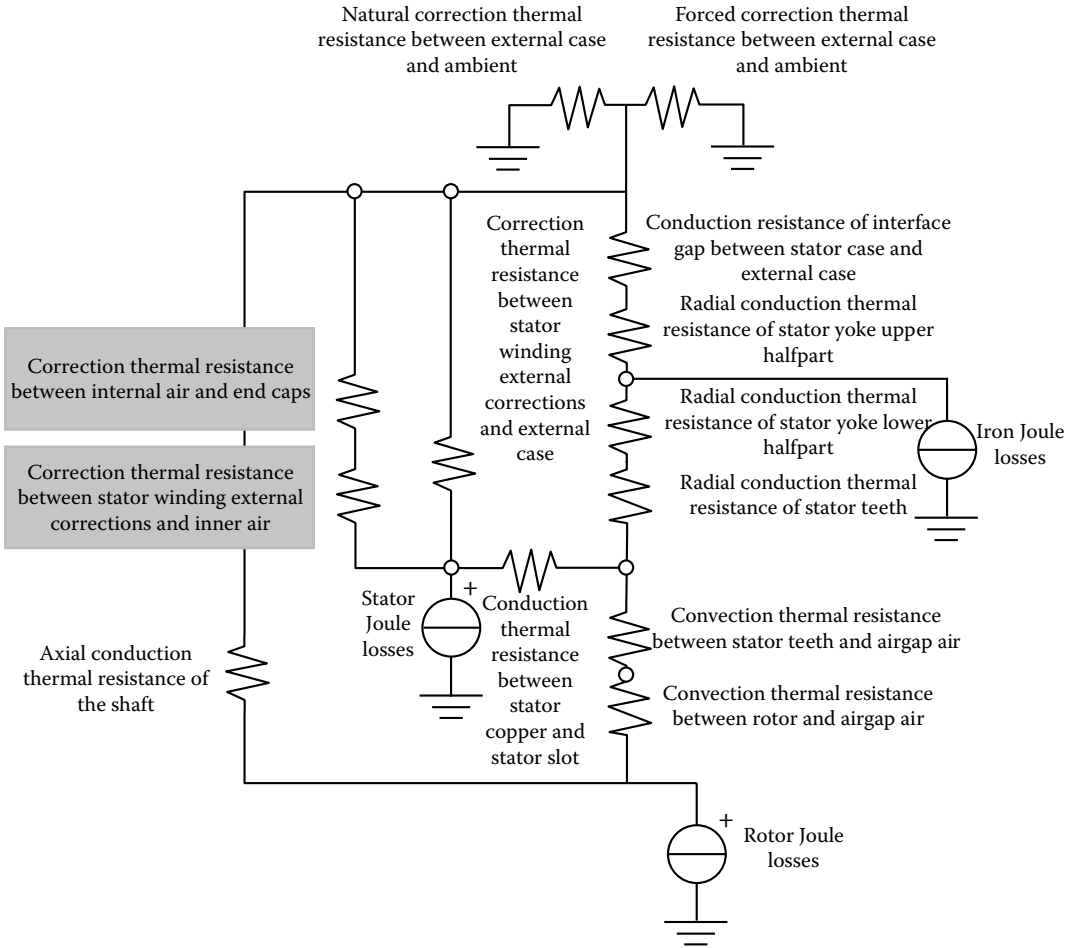 Natural correction thermal
resistance between external case
and ambient
Forced correction thermal
resistance between external case
and ambient
Correction
thermal
resistance
between
stator
winding
external
corrections
and external
case
Conduction resistance of interface
gap between stator case and
external case
Radial conduction thermal
resistance of stator yoke upper
halfpart
Radial conduction thermal
resistance of stator yoke lower
halfpart
Iron Joule
losses
Radial conduction thermal
resistance of stator teeth
Correction thermal resistance
between internal air and end caps
Correction thermal resistance
between stator winding external
corrections and inner air
Stator
Joule
losses
+
Conduction
thermal
resistance
between
stator
copper and
stator slot
Convection thermal resistance
between stator teeth and airgap air
Axial conduction
thermal resistance of
the shaft
Convection thermal resistance
between rotor and airgap air
+
Rotor Joule
losses